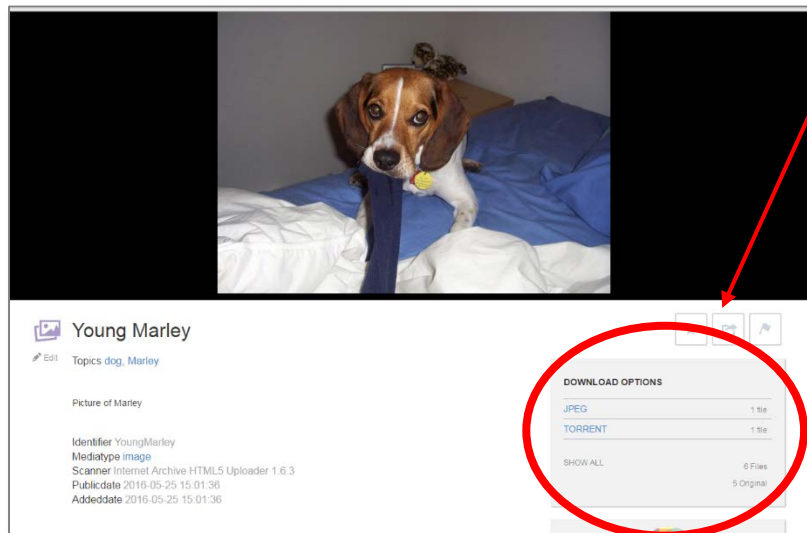 Young Marley
Edit
Topics dog, Marley
Picture of Marley
Identifier YoungMarley
Mediatype image
Scanner Internet Archive HTML5 Uploader 1.6.3
Publicdate 2016-05-25 15:01:36
Addeddate 2016-05-25 15:01:36
DOWNLOAD OPTIONS
JPEG 1 file
TORRENT 1 file
SHOW ALL 6 Files
5 Original